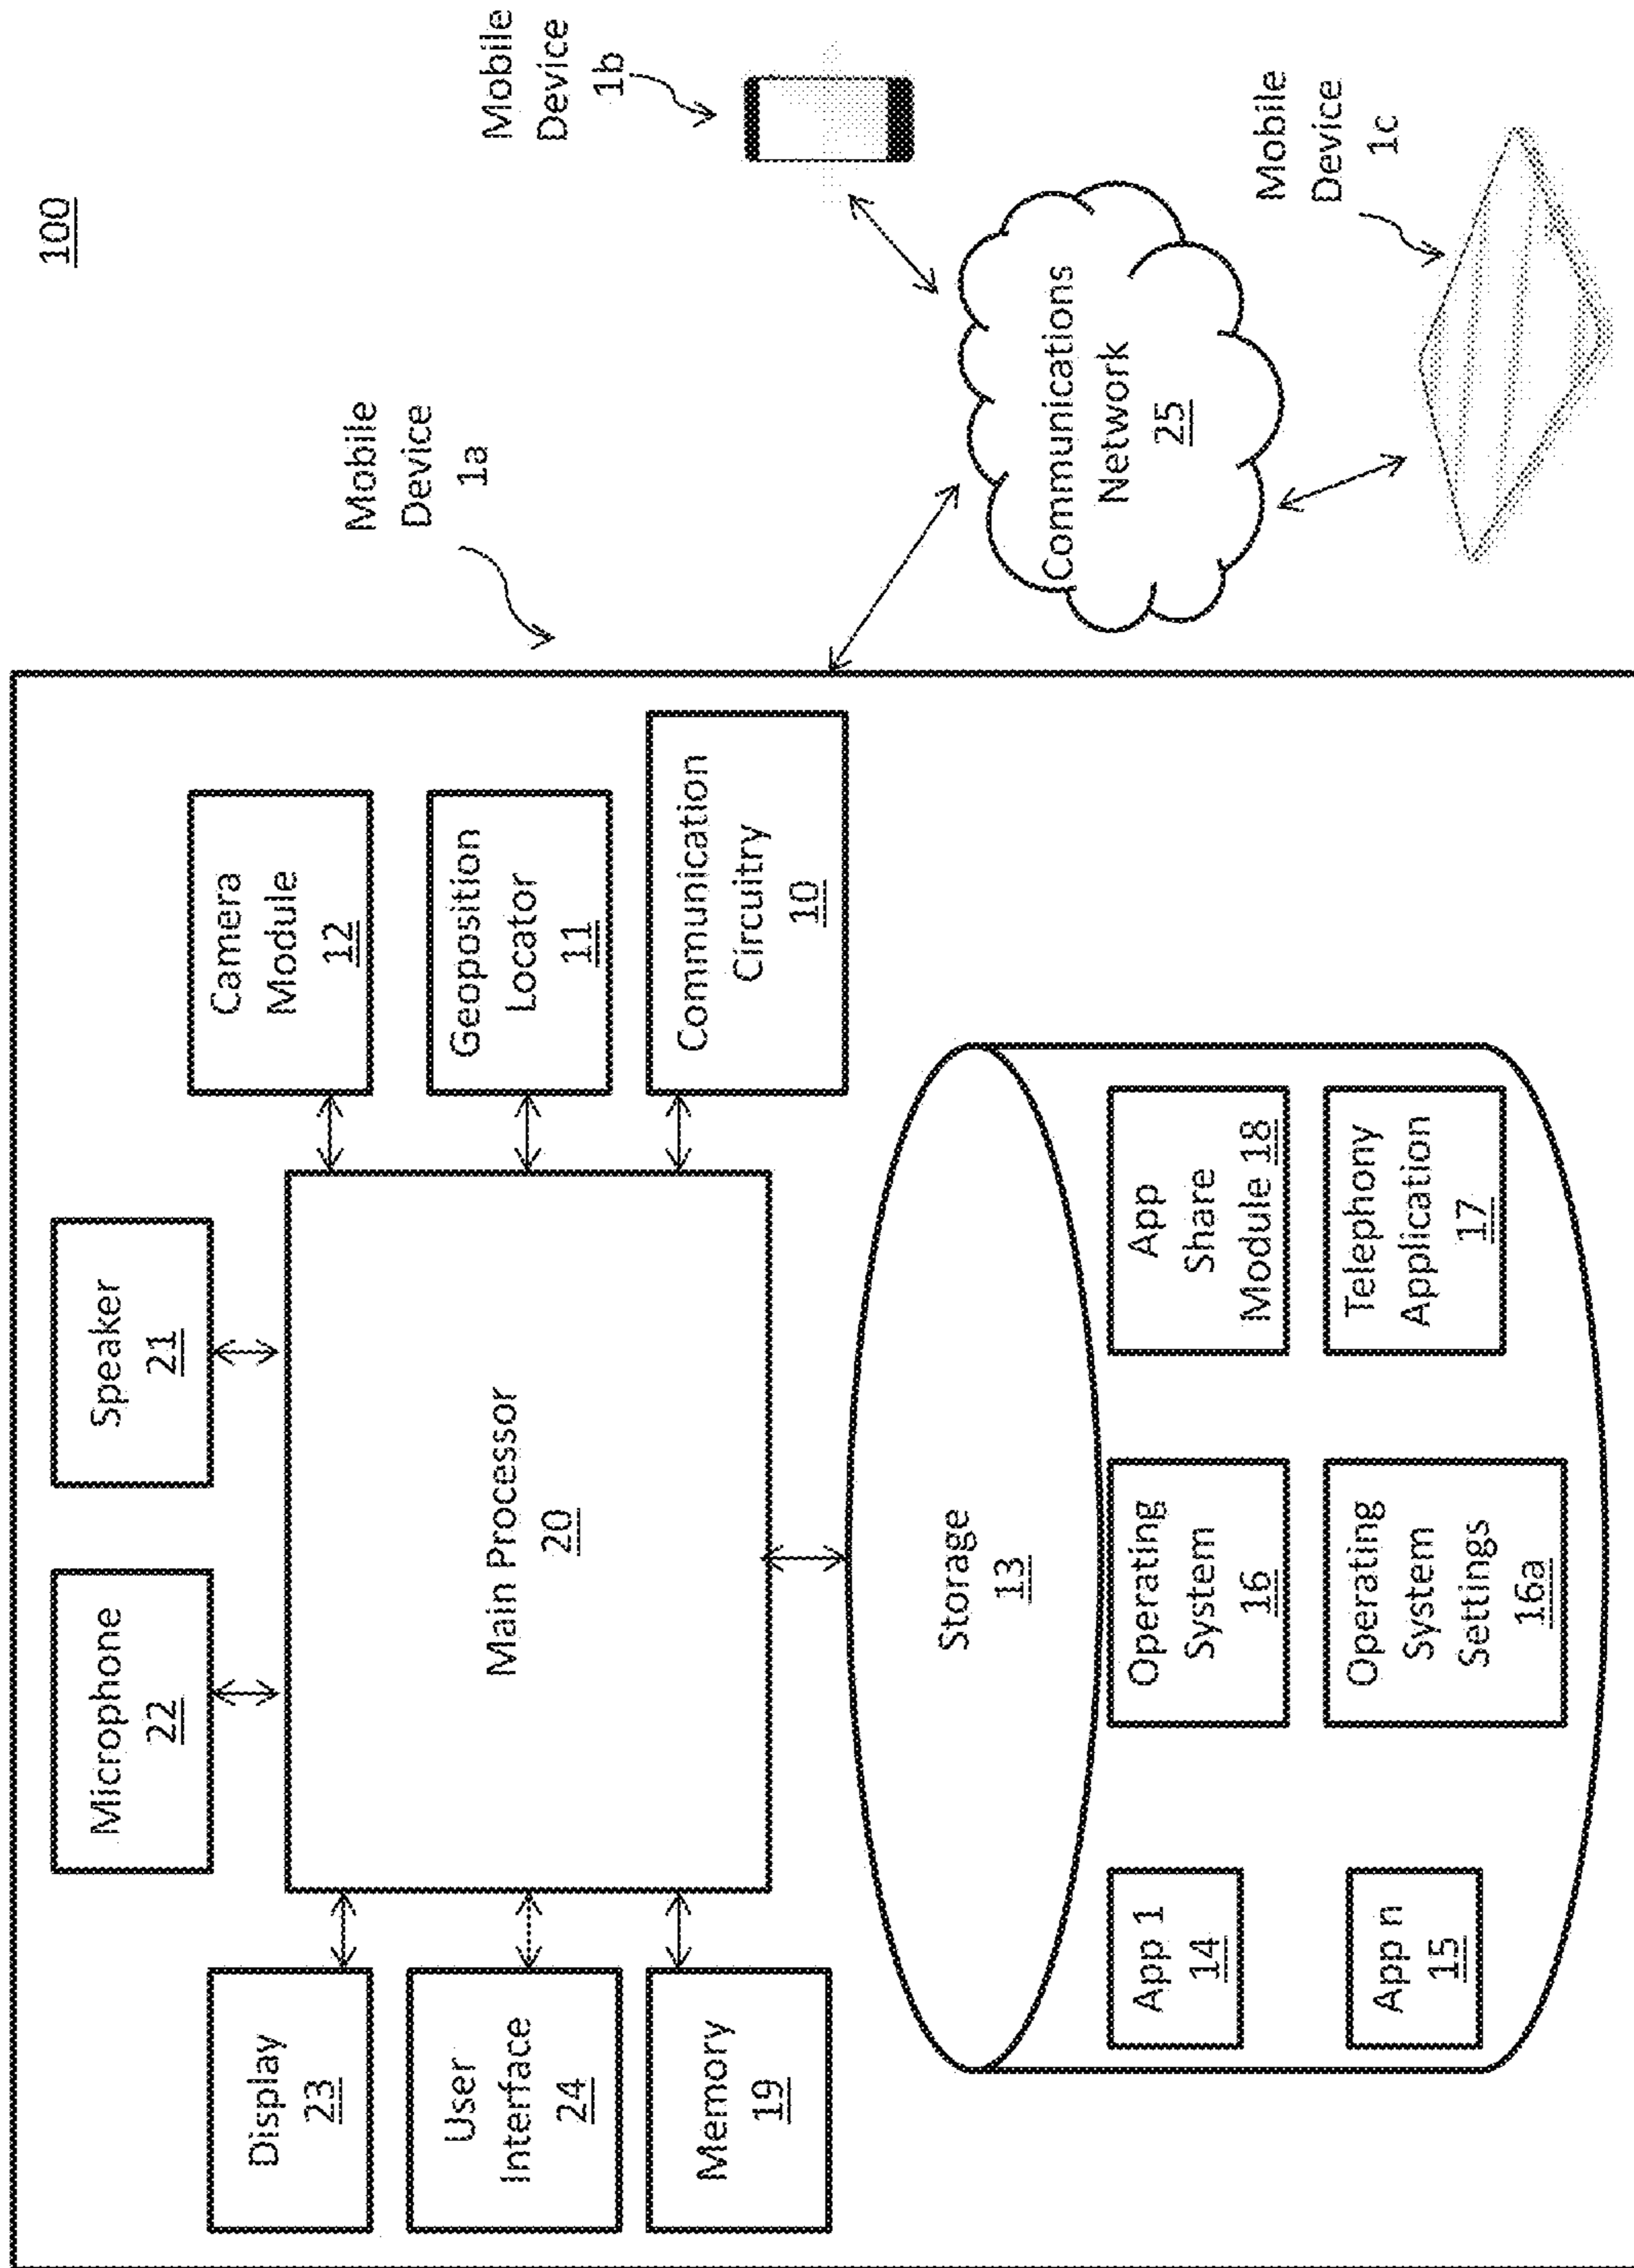 100
Mobile
Device
1a
Mobile
Device
1b
Mobile
Device
1c
Communications
Network
25
Microphone
22
Speaker
21
Display
23
User
Interface
24
Memory
19
Main Processor
20
Camera
Module
12
Geoposition
Locator
11
Communication
Circuitry
10
Storage
13
App 1
14
App n
15
Operating
System
16
Operating
System
Settings
16a
App
Share
Module 18
Telephony
Application
17